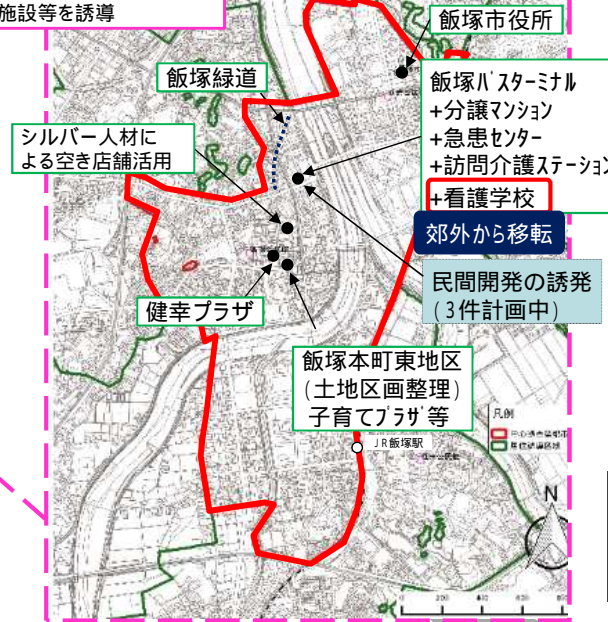 施設等を誘導
飯塚市役所
飯塚緑道
飯塚バスターミナル
+分譲マンション
+急患センター
+訪問介護ステーション
+看護学校
シルバー人材に
よる空き店舗活用
郊外から移転
民間開発の誘発
(3件計画中)
健幸プラザ
飯塚本町東地区
(土地区画整理)
子育てプラザ等
JR飯塚駅
凡例
N